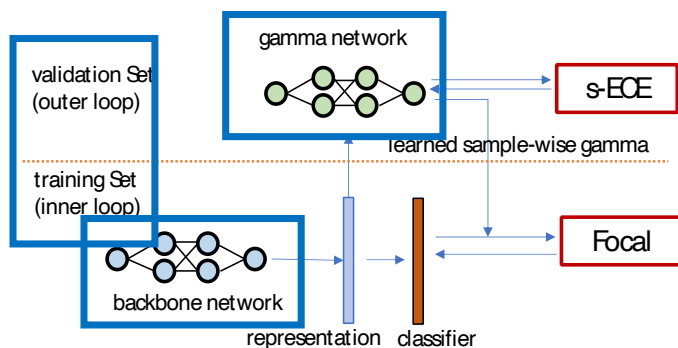 gamma network
validation Set
(outer loop)
s-ECE
learned sample-wise gamma
training Set
(inner loop)
Focal
backbone network
representation
classifier